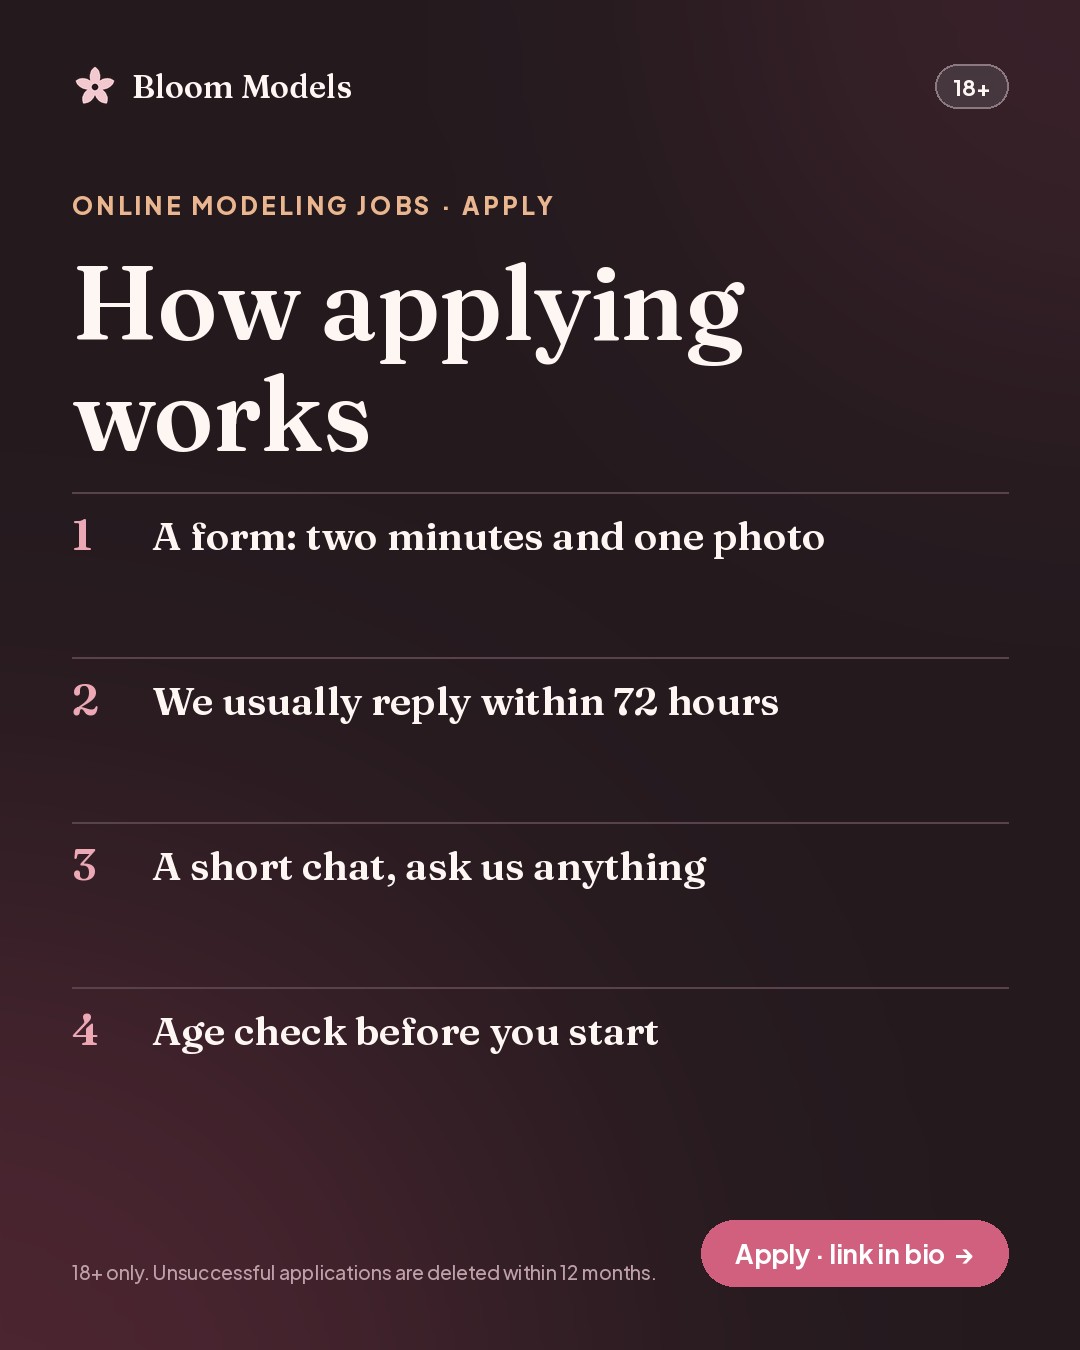 Bloom Models
18+
ONLINE MODELING JOBS · APPLY
How applying
works
1 A form: two minutes and one photo
2 We usually reply within 72 hours
3 A short chat, ask us anything
4 Age check before you start
18+ only. Unsuccessful applications are deleted within 12 months.
Apply · link in bio →